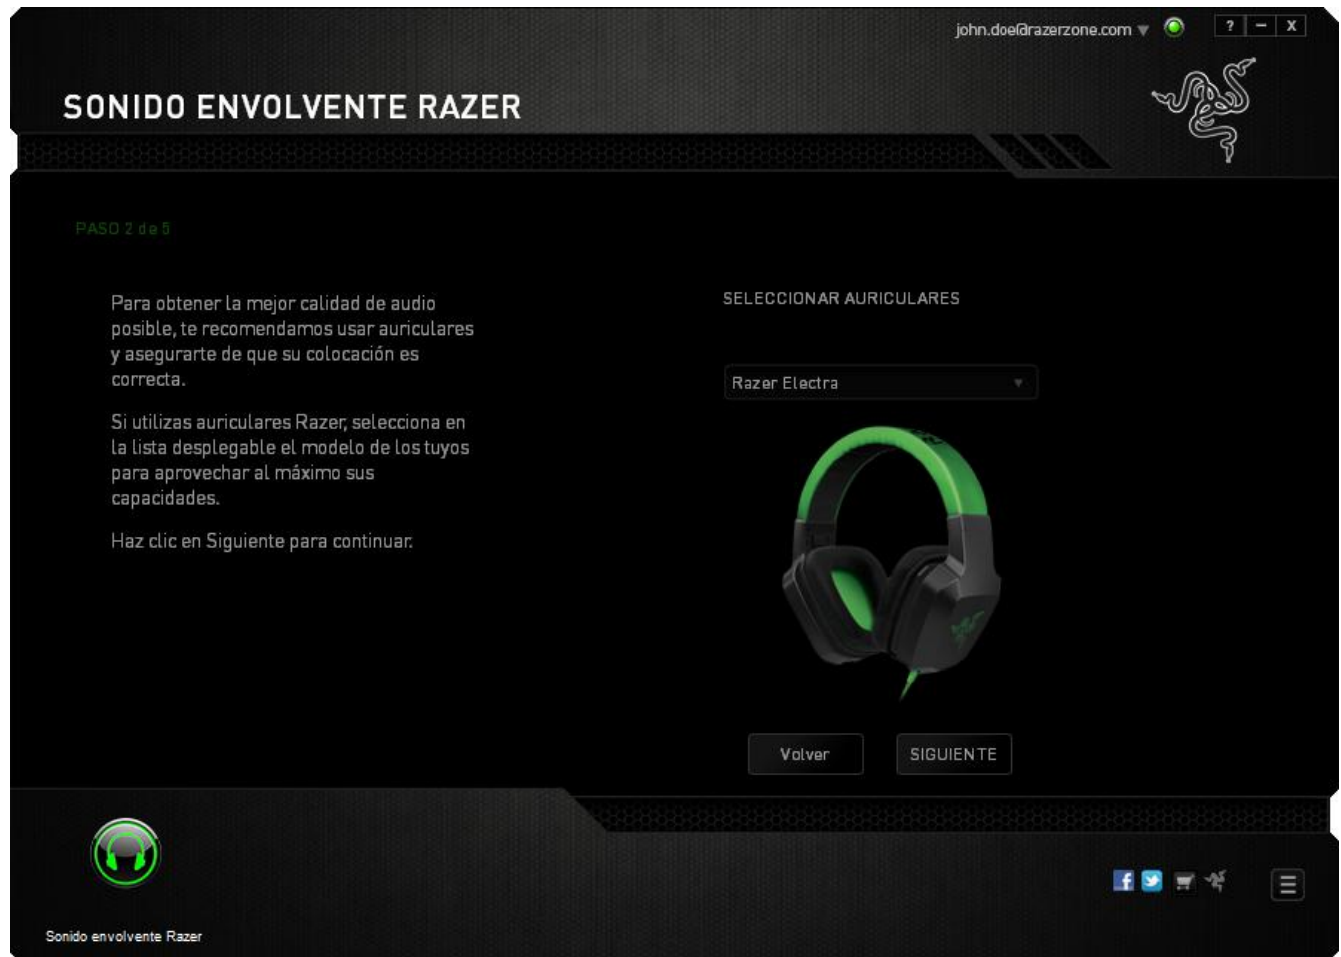 john.doe@razerzone.com
? – X
SONIDO ENVOLVENTE RAZER
PASO 2 de 5
Para obtener la mejor calidad de audio
posible, te recomendamos usar auriculares
y asegurarte de que su colocación es
correcta.
Si utilizas auriculares Razer, selecciona en
la lista desplegable el modelo de los tuyos
para aprovechar al máximo sus
capacidades.
Haz clic en Siguiente para continuar.
SELECCIONAR AURICULARES
Razer Electra
Volver
SIGUIENTE
Sonido envolvente Razer